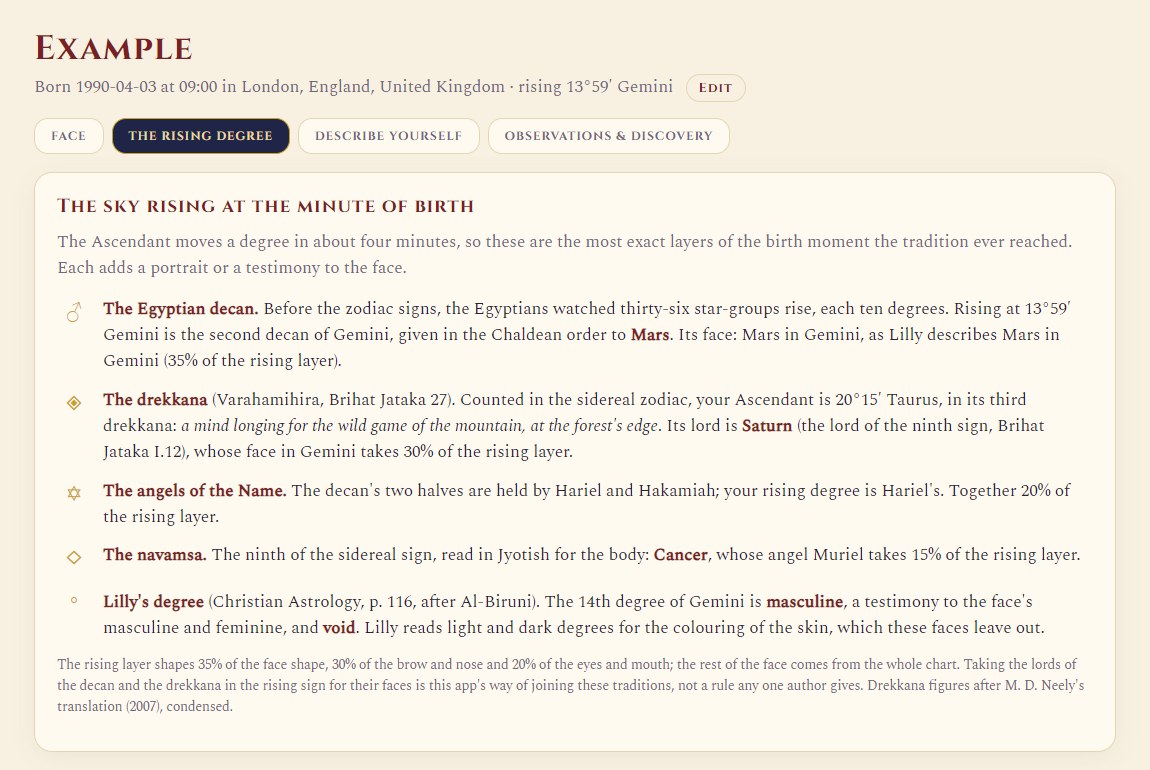 Example
Born 1990-04-03 at 09:00 in London, England, United Kingdom · rising 13°59′ Gemini Edit
FACE THE RISING DEGREE DESCRIBE YOURSELF OBSERVATIONS & DISCOVERY
The sky rising at the minute of birth
The Ascendant moves a degree in about four minutes, so these are the most exact layers of the birth moment the tradition ever reached.
Each adds a portrait or a testimony to the face.
♂ The Egyptian decan. Before the zodiac signs, the Egyptians watched thirty-six star-groups rise, each ten degrees. Rising at 13°59′
Gemini is the second decan of Gemini, given in the Chaldean order to Mars. Its face: Mars in Gemini, as Lilly describes Mars in
Gemini (35% of the rising layer).
◈ The drekkana (Varahamihira, Brihat Jataka 27). Counted in the sidereal zodiac, your Ascendant is 20°15′ Taurus, in its third
drekkana: a mind longing for the wild game of the mountain, at the forest's edge. Its lord is Saturn (the lord of the ninth sign, Brihat
Jataka I.12), whose face in Gemini takes 30% of the rising layer.
✡ The angels of the Name. The decan's two halves are held by Hariel and Hakamiah; your rising degree is Hariel's. Together 20% of
the rising layer.
◇ The navamsa. The ninth of the sidereal sign, read in Jyotish for the body: Cancer, whose angel Muriel takes 15% of the rising layer.
° Lilly's degree (Christian Astrology, p. 116, after Al-Biruni). The 14th degree of Gemini is masculine, a testimony to the face's
masculine and feminine, and void. Lilly reads light and dark degrees for the colouring of the skin, which these faces leave out.
The rising layer shapes 35% of the face shape, 30% of the brow and nose and 20% of the eyes and mouth; the rest of the face comes from the whole chart. Taking the lords of
the decan and the drekkana in the rising sign for their faces is this app's way of joining these traditions, not a rule any one author gives. Drekkana figures after M. D. Neely's
translation (2007), condensed.